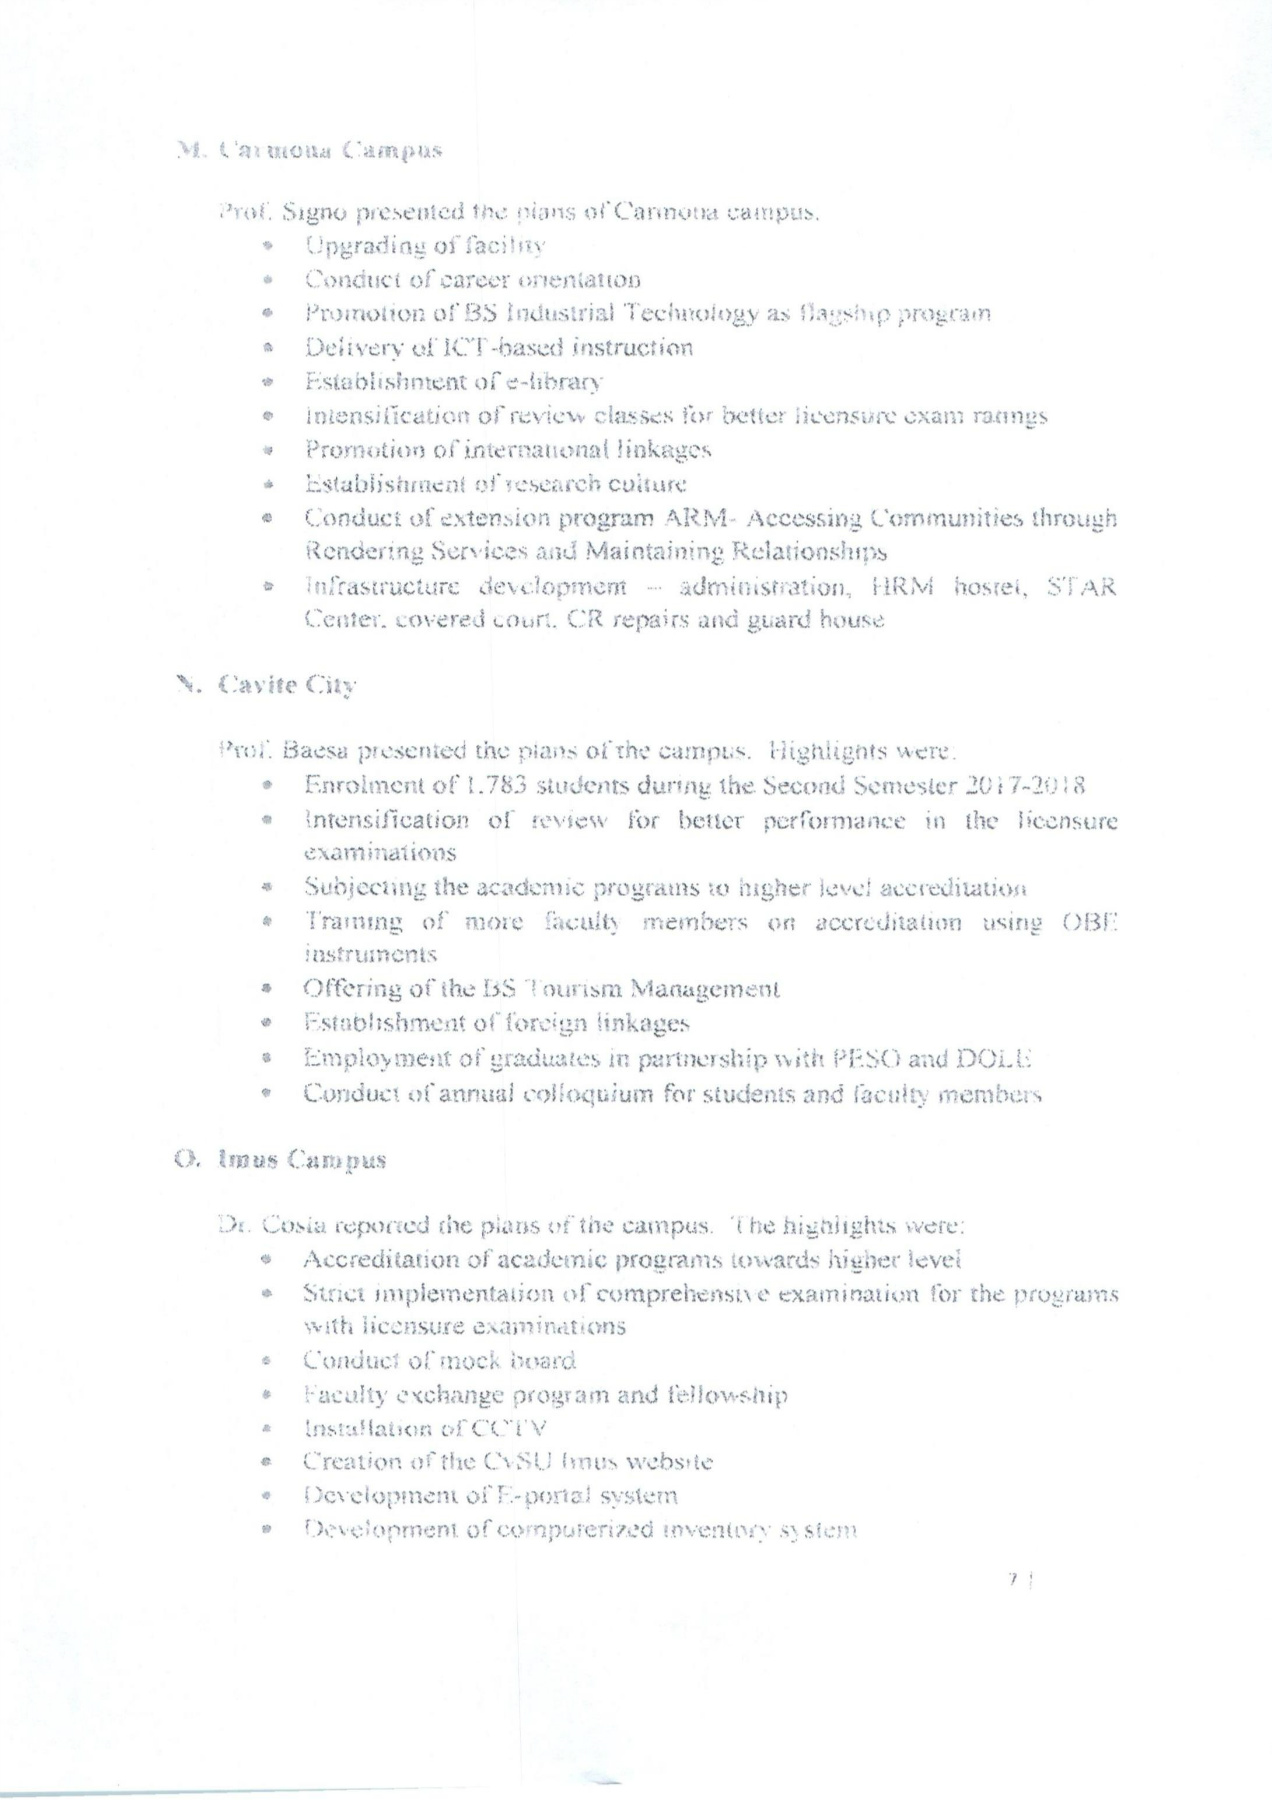 M. Carmona Campus
Prof. Signo presented the plans of Carmona campus.
• Upgrading of facility
• Conduct of career orientation
• Promotion of BS Industrial Technology as flagship program
• Delivery of ICT-based instruction
• Establishment of e-library
• Intensification of review classes for better licensure exam ratings
• Promotion of international linkages
• Establishment of research culture
• Conduct of extension program ARM- Accessing Communities through
Rendering Services and Maintaining Relationships
• Infrastructure development – administration, HRM hostel, STAR
Center, covered court, CR repairs and guard house
N. Cavite City
Prof. Baesa presented the plans of the campus. Highlights were:
• Enrolment of 1,783 students during the Second Semester 2017-2018
• Intensification of review for better performance in the licensure
examinations
• Subjecting the academic programs to higher level accreditation
• Training of more faculty members on accreditation using OBE
instruments
• Offering of the BS Tourism Management
• Establishment of foreign linkages
• Employment of graduates in partnership with PESO and DOLE
• Conduct of annual colloquium for students and faculty members
O. Imus Campus
Dr. Costa reported the plans of the campus. The highlights were:
• Accreditation of academic programs towards higher level
• Strict implementation of comprehensive examination for the programs
with licensure examinations
• Conduct of mock board
• Faculty exchange program and fellowship
• Installation of CCTV
• Creation of the CvSU Imus website
• Development of E-portal system
• Development of computerized inventory system
7 |